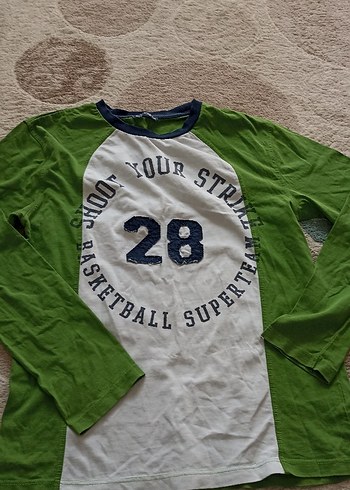 SHOOT YOUR STRIKE
28
BASKETBALL SUPERTEAM